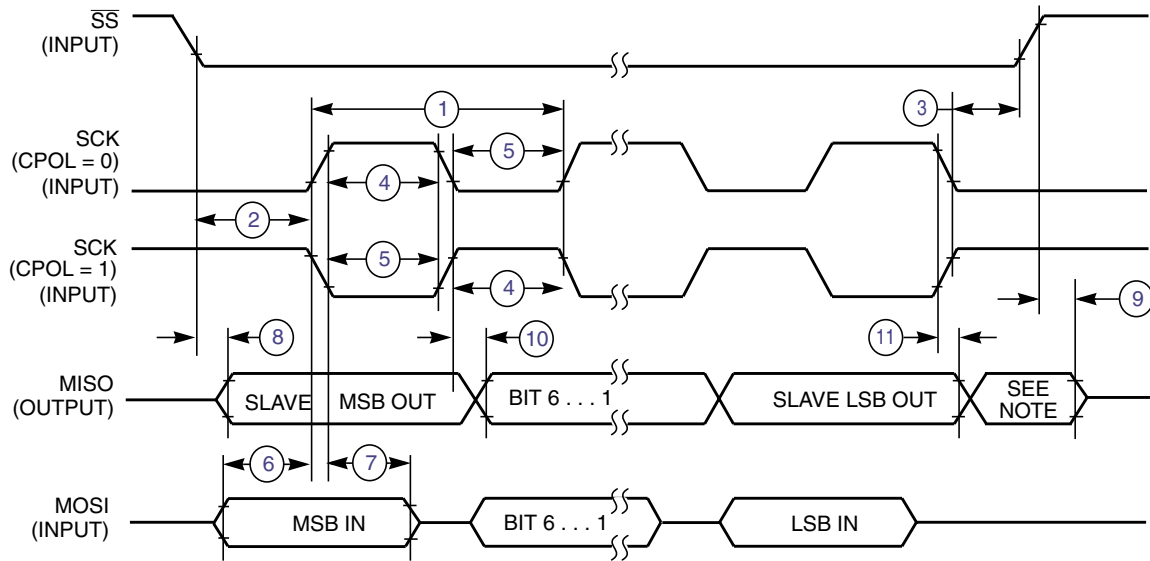 SS
(INPUT)
1
3
SCK
(CPOL = 0)
(INPUT)
5
4
2
SCK
(CPOL = 1)
(INPUT)
5
4
9
8
10
11
MISO
(OUTPUT)
SLAVE MSB OUT
BIT 6 . . . 1
SLAVE LSB OUT
SEE
NOTE
6
7
MOSI
(INPUT)
MSB IN
BIT 6 . . . 1
LSB IN